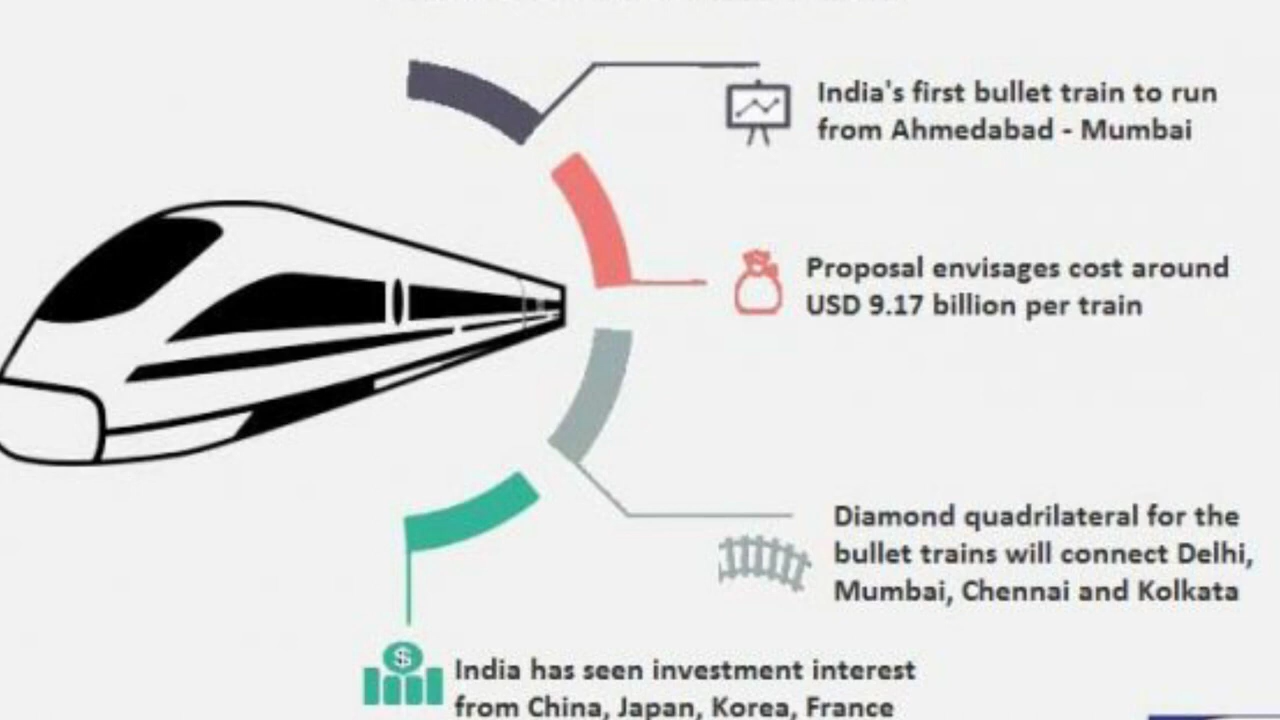 India's first bullet train to run
from Ahmedabad - Mumbai
Proposal envisages cost around
USD 9.17 billion per train
Diamond quadrilateral for the
bullet trains will connect Delhi,
Mumbai, Chennai and Kolkata
$
India has seen investment interest
from China, Japan, Korea, France